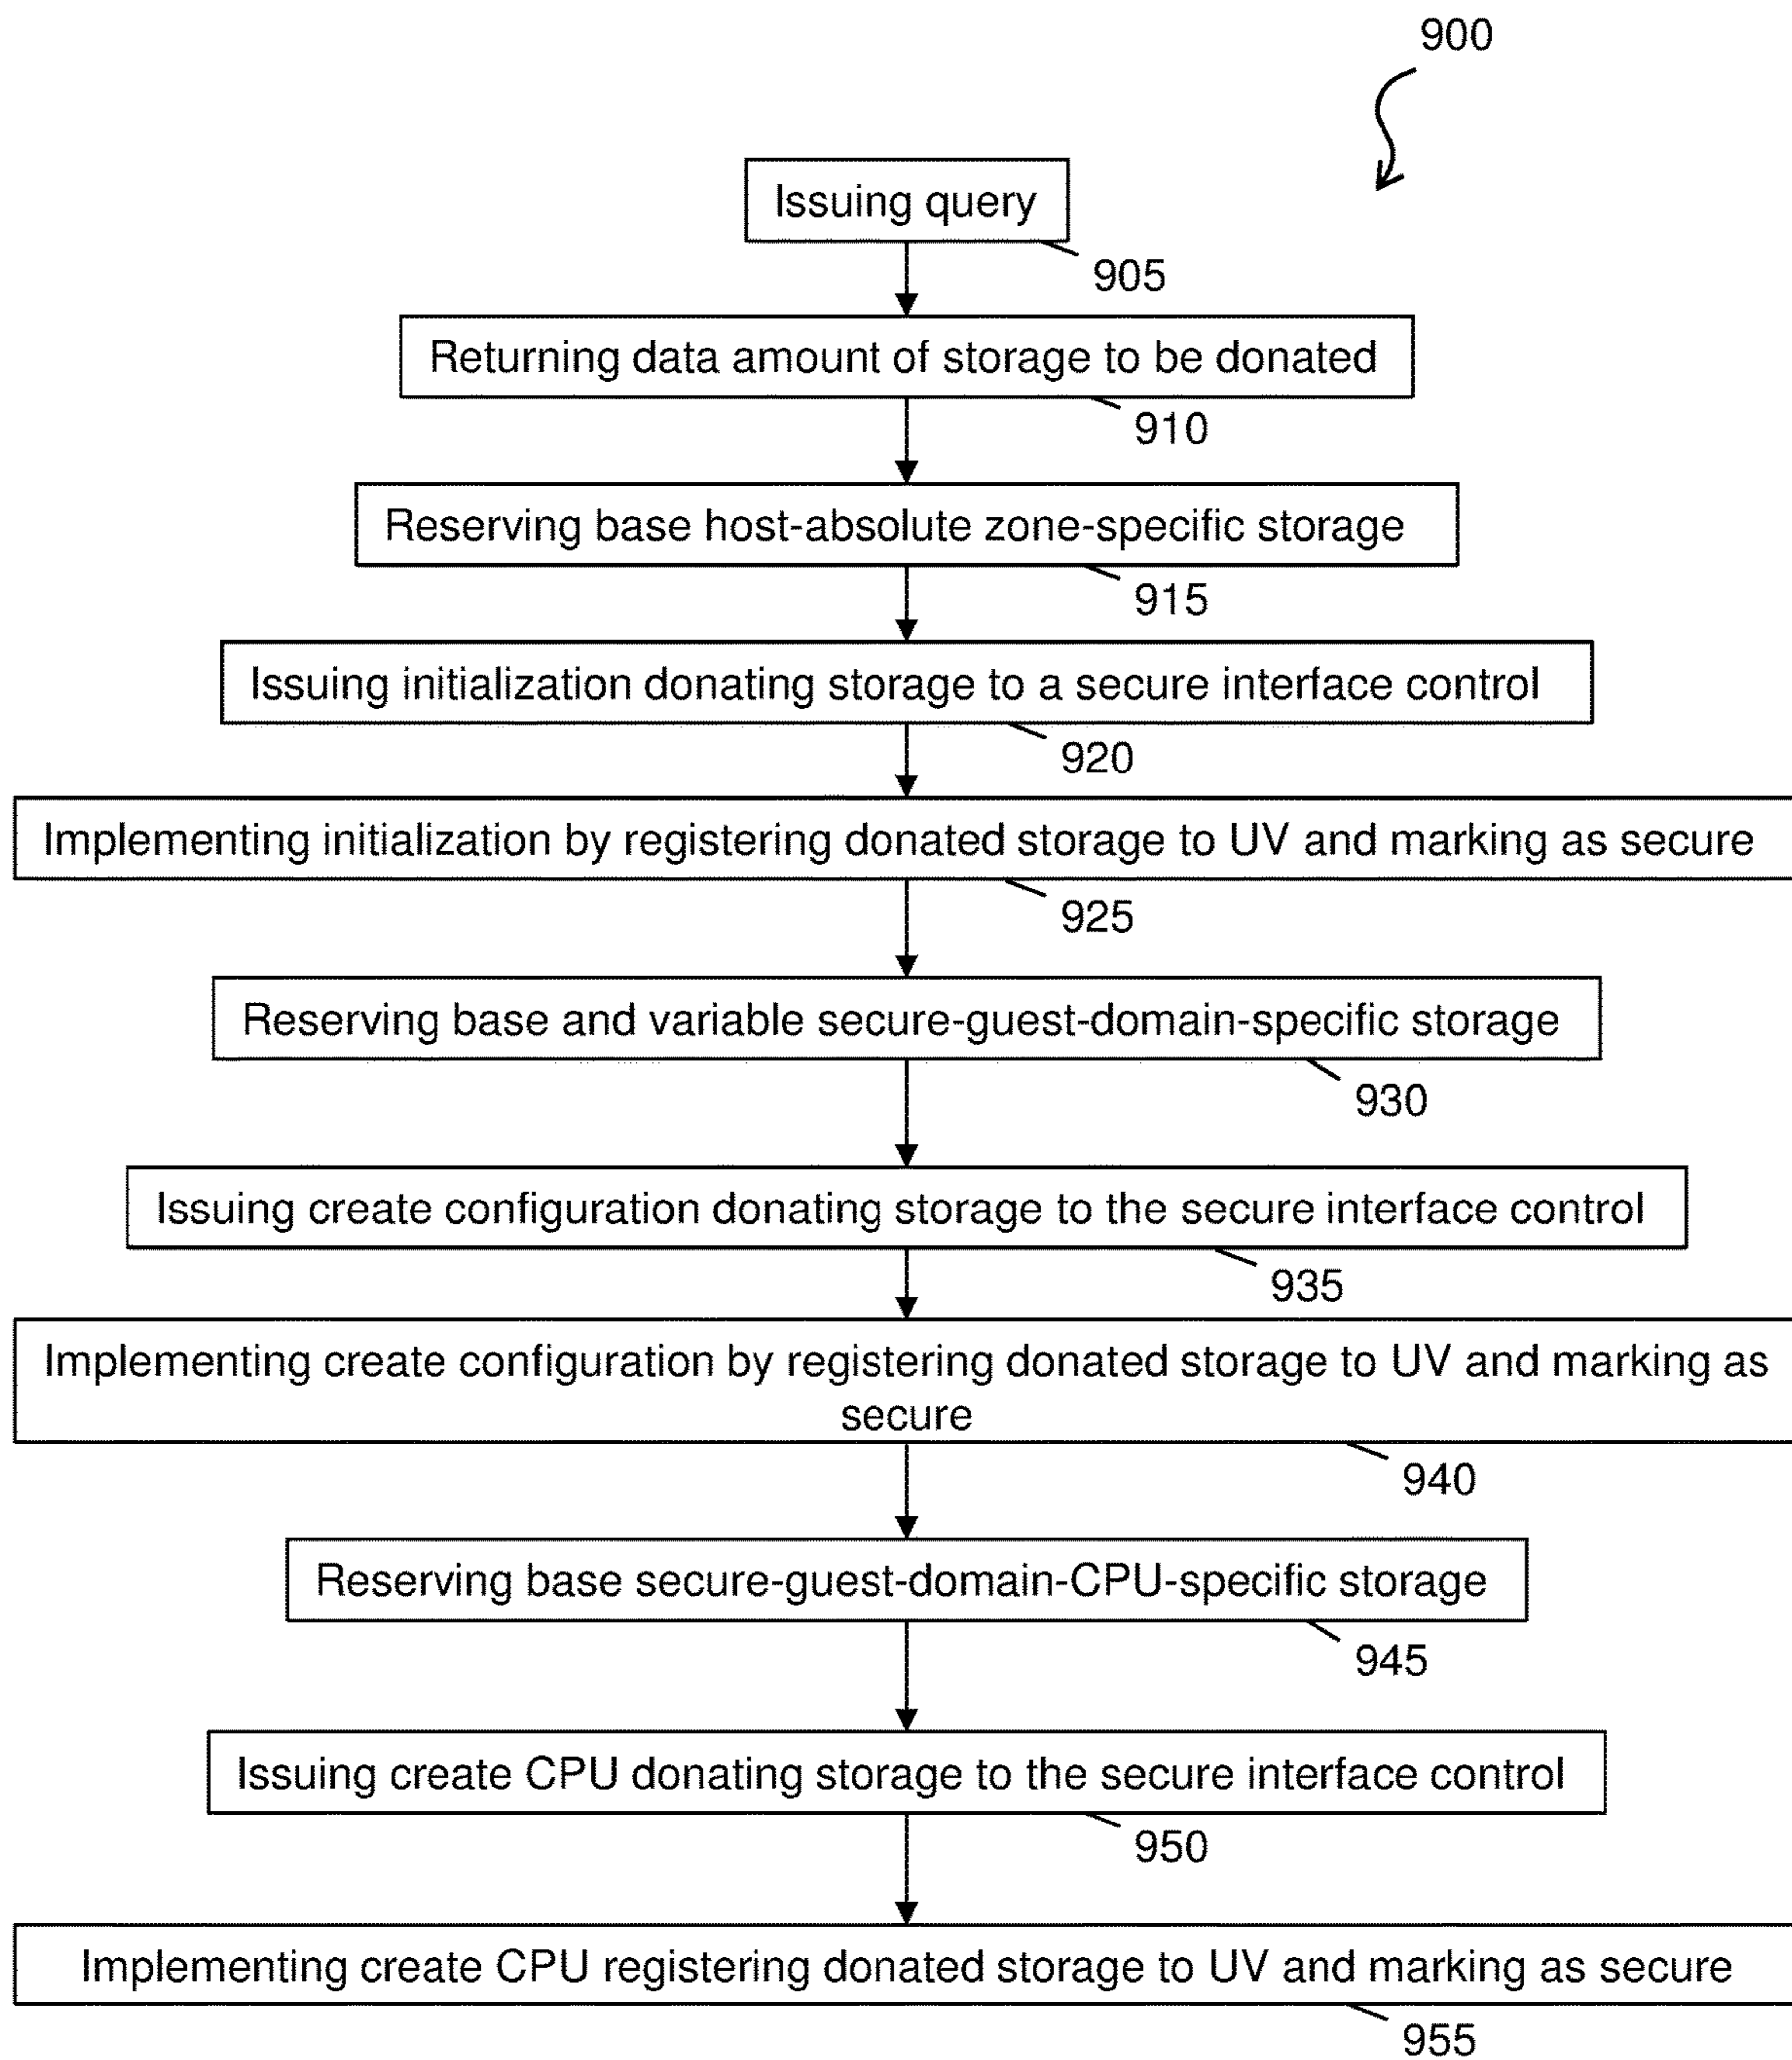 900
Issuing query
905
Returning data amount of storage to be donated
910
Reserving base host-absolute zone-specific storage
915
Issuing initialization donating storage to a secure interface control
920
Implementing initialization by registering donated storage to UV and marking as secure
925
Reserving base and variable secure-guest-domain-specific storage
930
Issuing create configuration donating storage to the secure interface control
935
Implementing create configuration by registering donated storage to UV and marking as
secure
940
Reserving base secure-guest-domain-CPU-specific storage
945
Issuing create CPU donating storage to the secure interface control
950
Implementing create CPU registering donated storage to UV and marking as secure
955